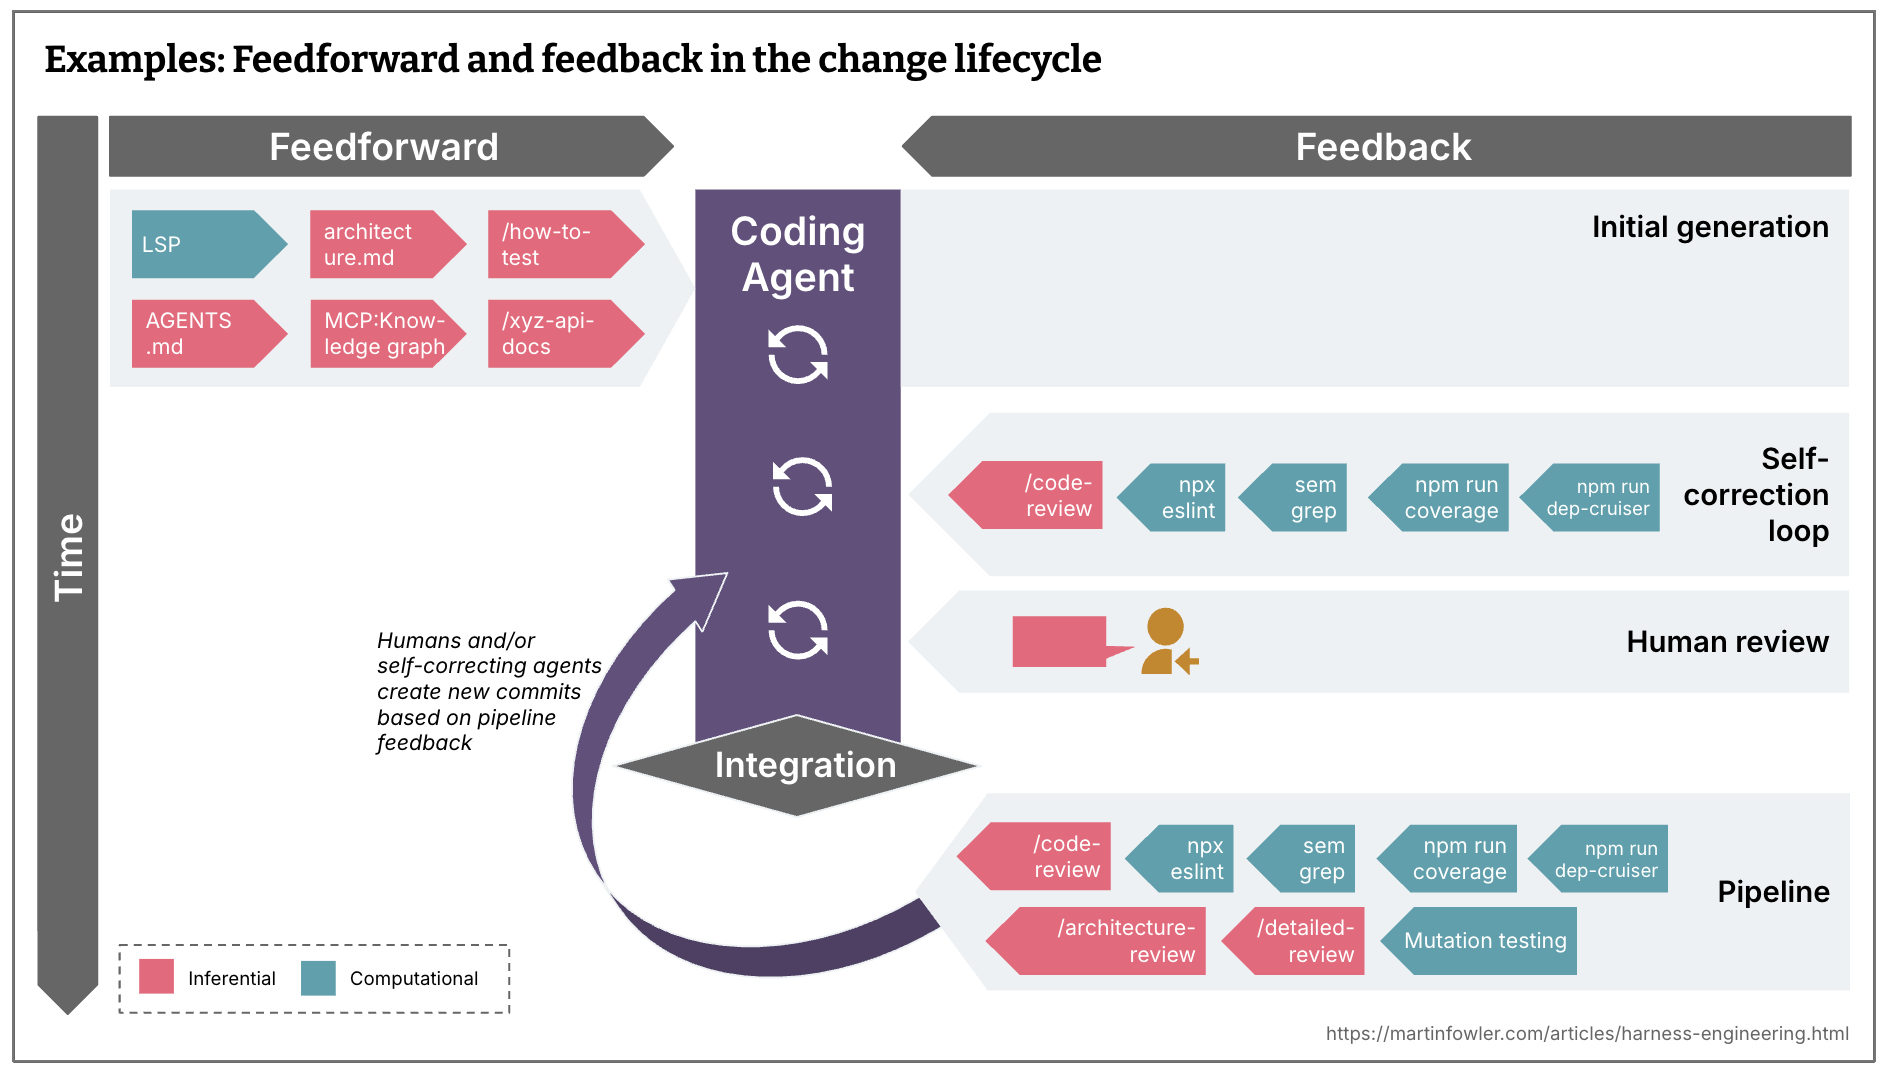 Examples: Feedforward and feedback in the change lifecycle
Feedforward
Feedback
Time
LSP
architect
ure.md
/how-to-
test
AGENTS
.md
MCP:Know-
ledge graph
/xyz-api-
docs
Coding
Agent
Initial generation
/code-
review
npx
eslint
sem
grep
npm run
coverage
npm run
dep-cruiser
Self-
correction
loop
Human review
Humans and/or
self-correcting agents
create new commits
based on pipeline
feedback
Integration
/code-
review
npx
eslint
sem
grep
npm run
coverage
npm run
dep-cruiser
/architecture-
review
/detailed-
review
Mutation testing
Pipeline
Inferential
Computational
https://martinfowler.com/articles/harness-engineering.html